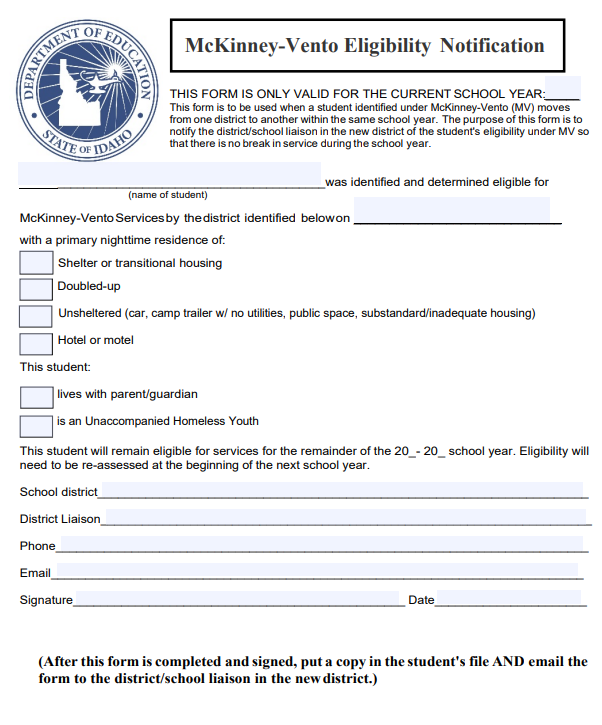 DEPARTMENT OF EDUCATION
STATE OF IDAHO
McKinney-Vento Eligibility Notification
THIS FORM IS ONLY VALID FOR THE CURRENT SCHOOL YEAR:_____
This form is to be used when a student identified under McKinney-Vento (MV) moves
from one district to another within the same school year. The purpose of this form is to
notify the district/school liaison in the new district of the student's eligibility under MV so
that there is no break in service during the school year.
_____________________________________________was identified and determined eligible for
(name of student)
McKinney-Vento Services by the district identified below on ______________________________
with a primary nighttime residence of:
Shelter or transitional housing
Doubled-up
Unsheltered (car, camp trailer w/ no utilities, public space, substandard/inadequate housing)
Hotel or motel
This student:
lives with parent/guardian
is an Unaccompanied Homeless Youth
This student will remain eligible for services for the remainder of the 20_- 20_ school year. Eligibility will
need to be re-assessed at the beginning of the next school year.
School district
District Liaison
Phone
Email
Signature Date
(After this form is completed and signed, put a copy in the student's file AND email the
form to the district/school liaison in the new district.)